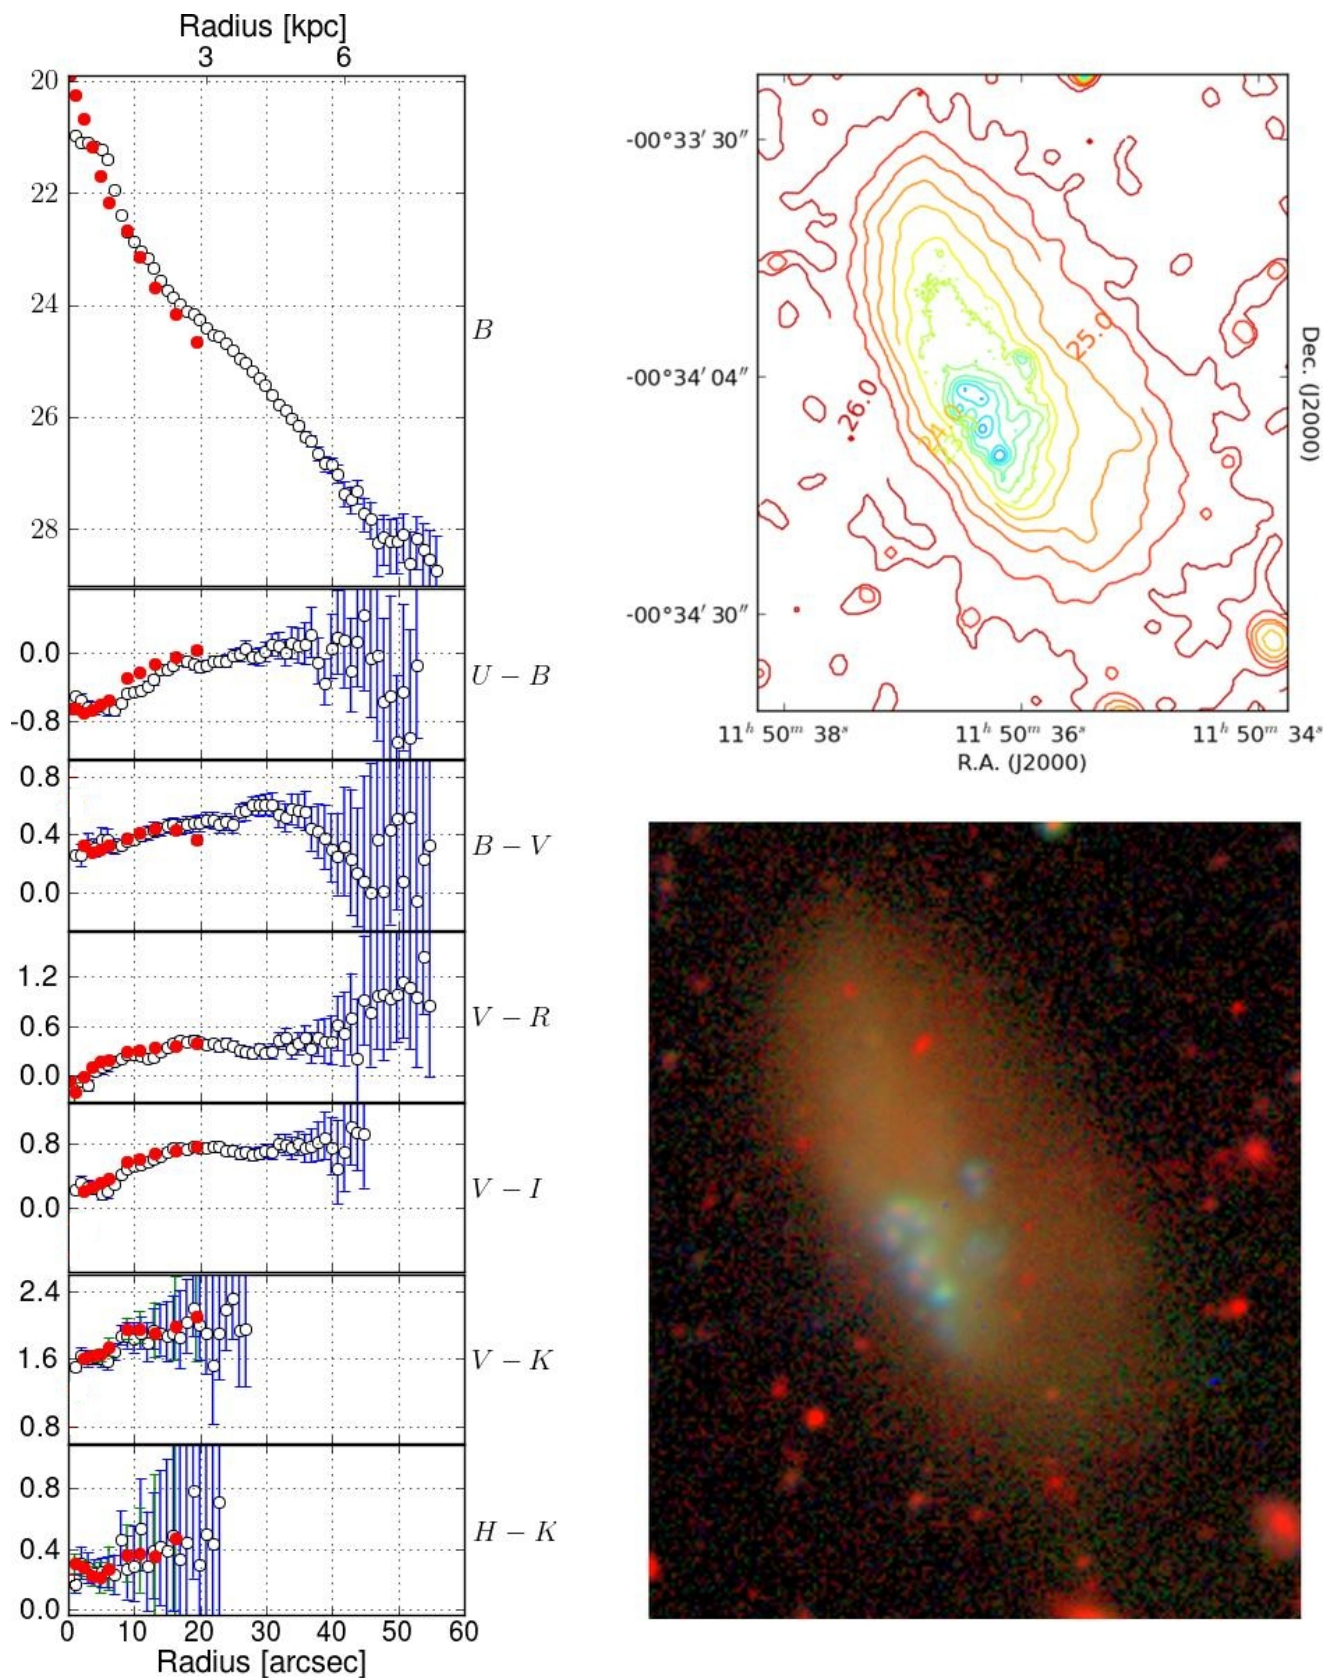 Radius [kpc]
3 6
20
22
24
26
28
B
0.0
-0.8
U − B
0.8
0.4
0.0
B − V
1.2
0.6
0.0
V − R
0.8
0.0
V − I
2.4
1.6
0.8
V − K
0.8
0.4
0.0
H − K
0 10 20 30 40 50 60
Radius [arcsec]
-00°33′30″
-00°34′04″
-00°34′30″
25.0
26.0
Dec. (J2000)
11ʰ 50ᵐ 38ˢ 11ʰ 50ᵐ 36ˢ 11ʰ 50ᵐ 34ˢ
R.A. (J2000)